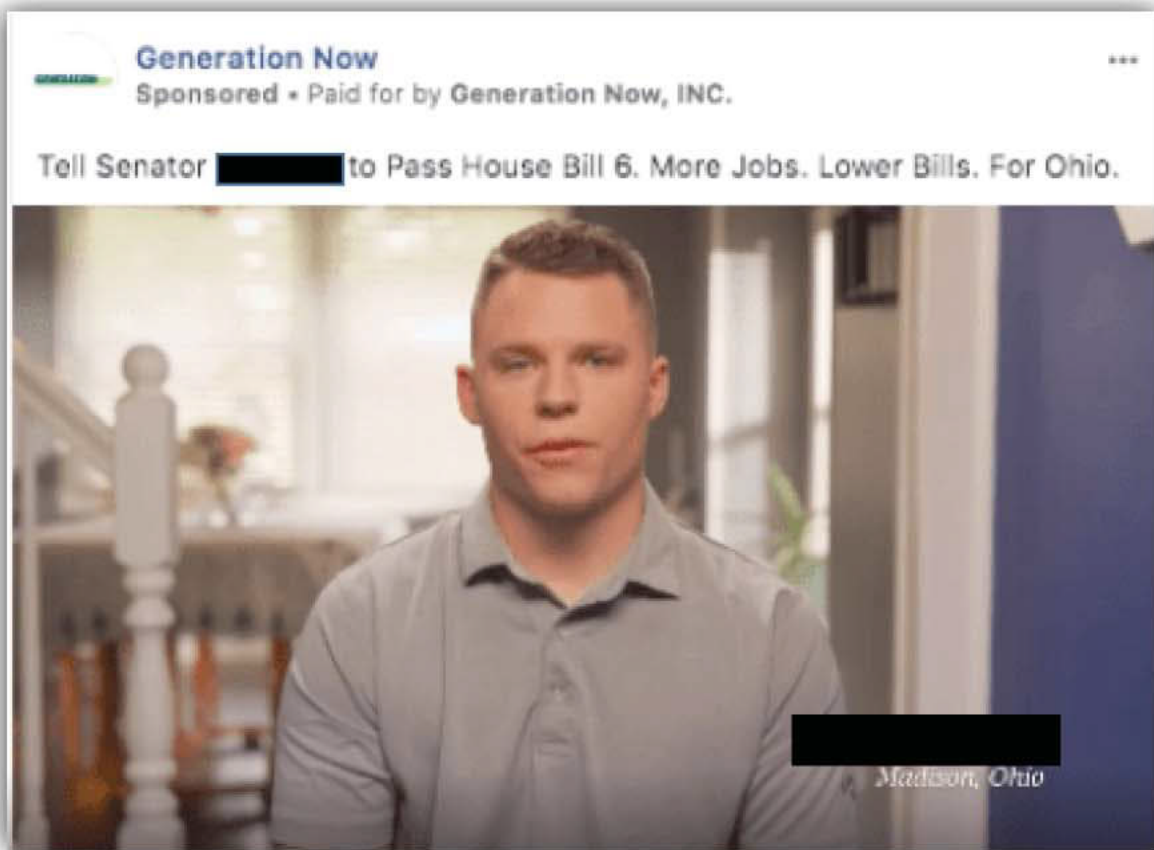 Generation Now
Sponsored • Paid for by Generation Now, INC.
Tell Senator to Pass House Bill 6. More Jobs. Lower Bills. For Ohio.
Madison, Ohio